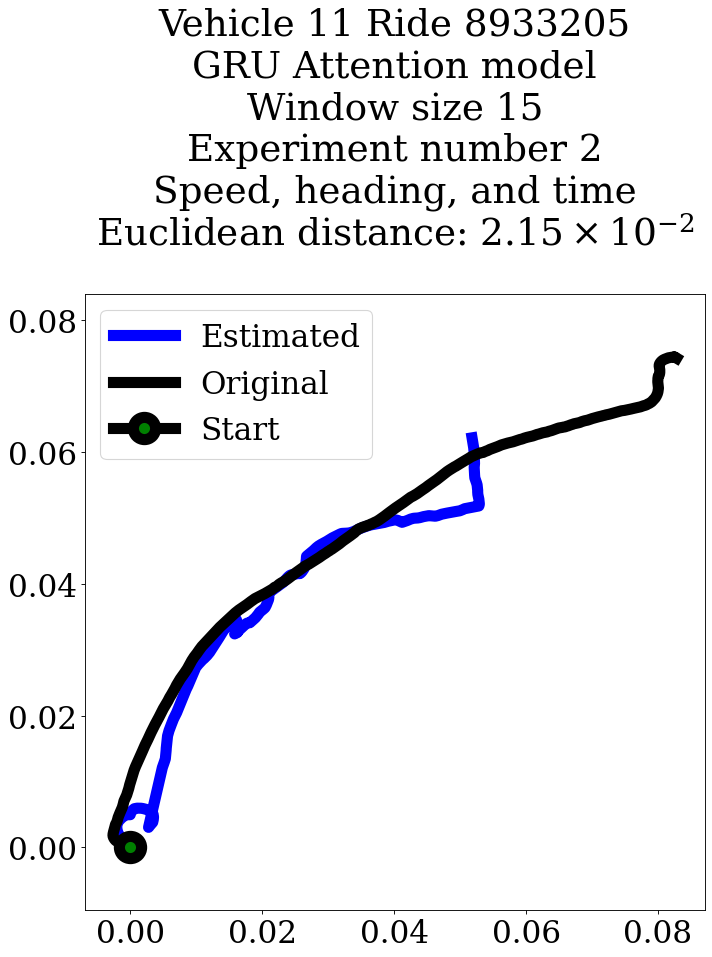 Vehicle 11 Ride 8933205
GRU Attention model
Window size 15
Experiment number 2
Speed, heading, and time
Euclidean distance: 2.15 × 10⁻²
0.08
0.06
0.04
0.02
0.00
Estimated
Original
Start
0.00 0.02 0.04 0.06 0.08